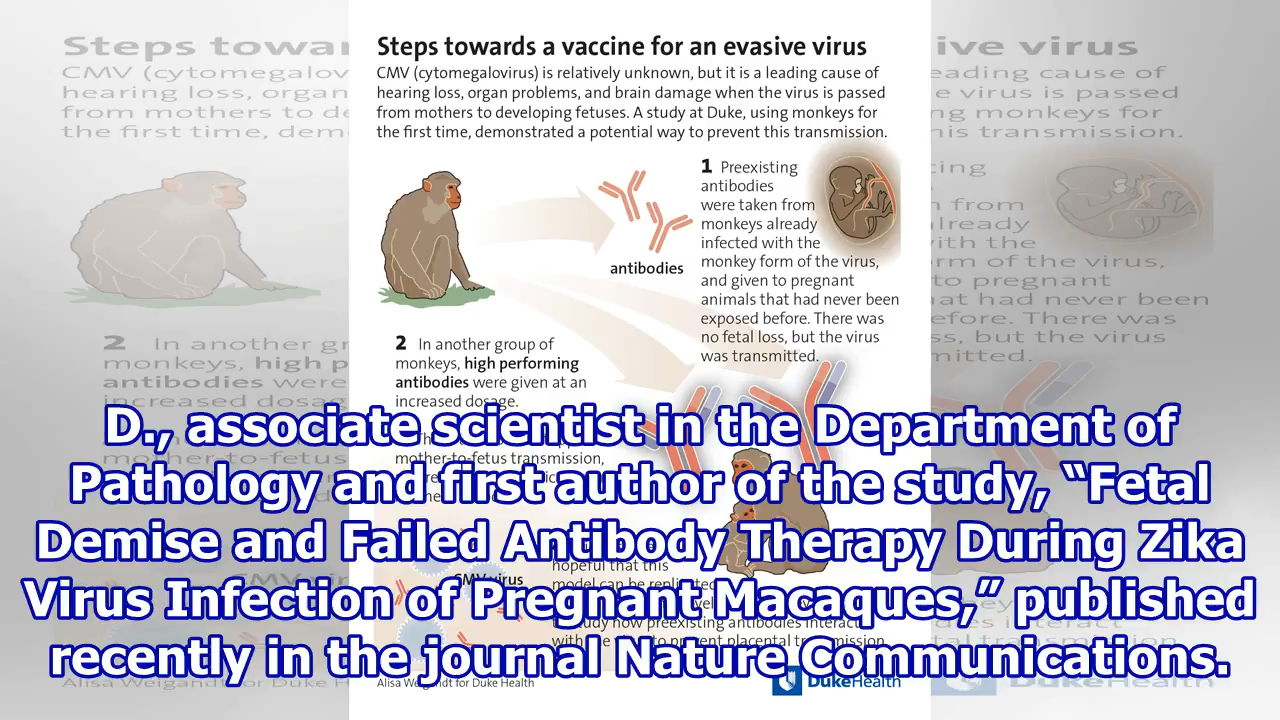 Steps towards a vaccine for an evasive virus
CMV (cytomegalovirus) is relatively unknown, but it is a leading cause of
hearing loss, organ problems, and brain damage when the virus is passed
from mothers to developing fetuses. A study at Duke, using monkeys for
the first time, demonstrated a potential way to prevent this transmission.
antibodies
1 Preexisting
antibodies
were taken from
monkeys already
infected with the
monkey form of the virus,
and given to pregnant
animals that had never been
exposed before. There was
no fetal loss, but the virus
was transmitted.
2 In another group of
monkeys, high performing
antibodies were given at an
increased dosage.
mother-to-fetus transmission,
D., associate scientist in the Department of
Pathology and first author of the study, “Fetal
Demise and Failed Antibody Therapy During Zika
Virus Infection of Pregnant Macaques,” published
recently in the journal Nature Communications.
CMV virus
hopeful that this
model can be
study how preexisting antibodies interact
to prevent placental transmission
Alisa Weigandt for Duke Health
DukeHealth